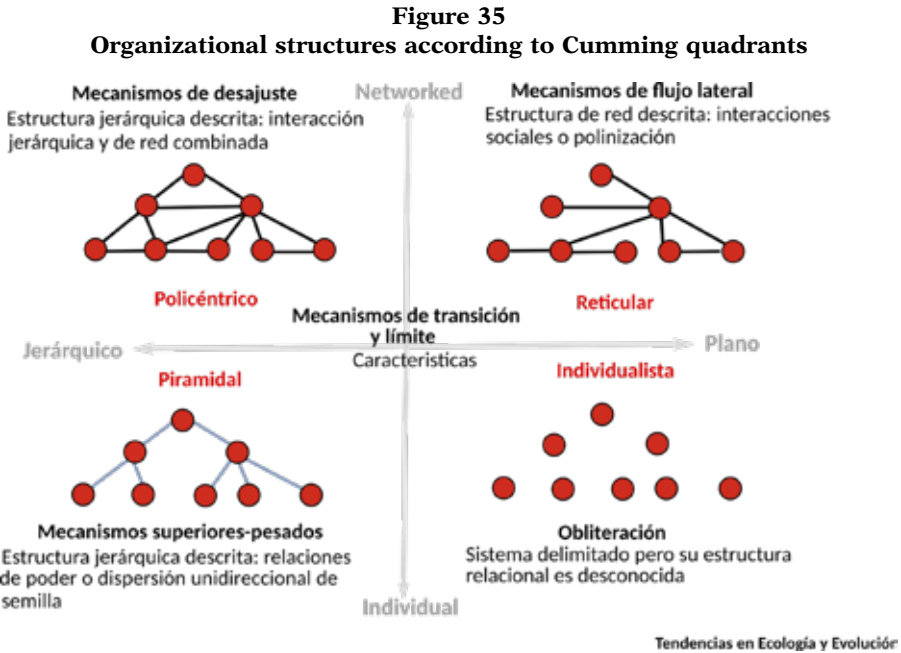 Figure 35
Organizational structures according to Cumming quadrants
Networked
Mecanismos de desajuste
Estructura jerárquica descrita: interacción
jerárquica y de red combinada
Mecanismos de flujo lateral
Estructura de red descrita: interacciones
sociales o polinización
Policéntrico
Reticular
Mecanismos de transición
y límite
Caracteristicas
Jerárquico
Plano
Piramidal
Individualista
Mecanismos superiores-pesados
Estructura jerárquica descrita: relaciones
de poder o dispersión unidireccional de
semilla
Obliteración
Sistema delimitado pero su estructura
relacional es desconocida
Individual
Tendencias en Ecología y Evolución